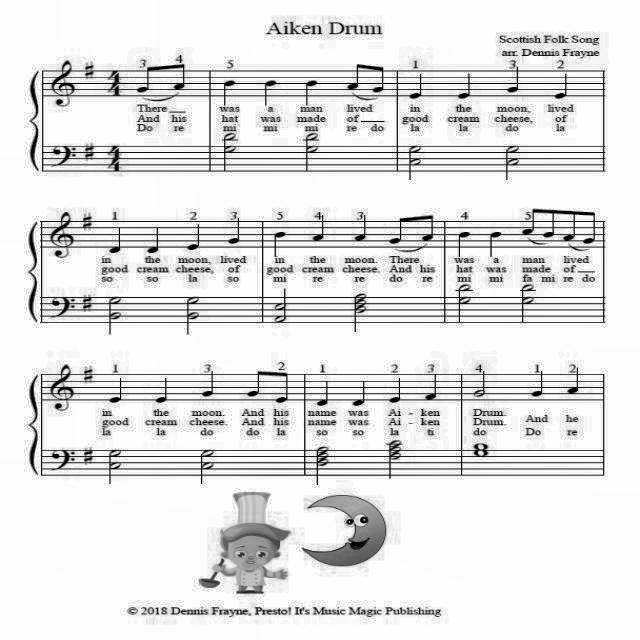 Aiken Drum
Scottish Folk Song
arr. Dennis Frayne
3 4 5 1 3 2
There was a man lived in the moon, lived
And his hat was made of good cream cheese, of
Do re mi mi mi re do la la do la
1 2 3 5 4 3 4 5
in the moon, lived in the moon. There was a man lived
good cream cheese, of good cream cheese. And his hat was made of
so so la so mi re re do re mi mi fa mi re do
1 3 2 1 2 3 4 1 2
in the moon. And his name was Ai - ken Drum.
good cream cheese. And his name was Ai - ken Drum. And he
la la do do la so so la ti do Do re
© 2018 Dennis Frayne, Presto! It's Music Magic Publishing